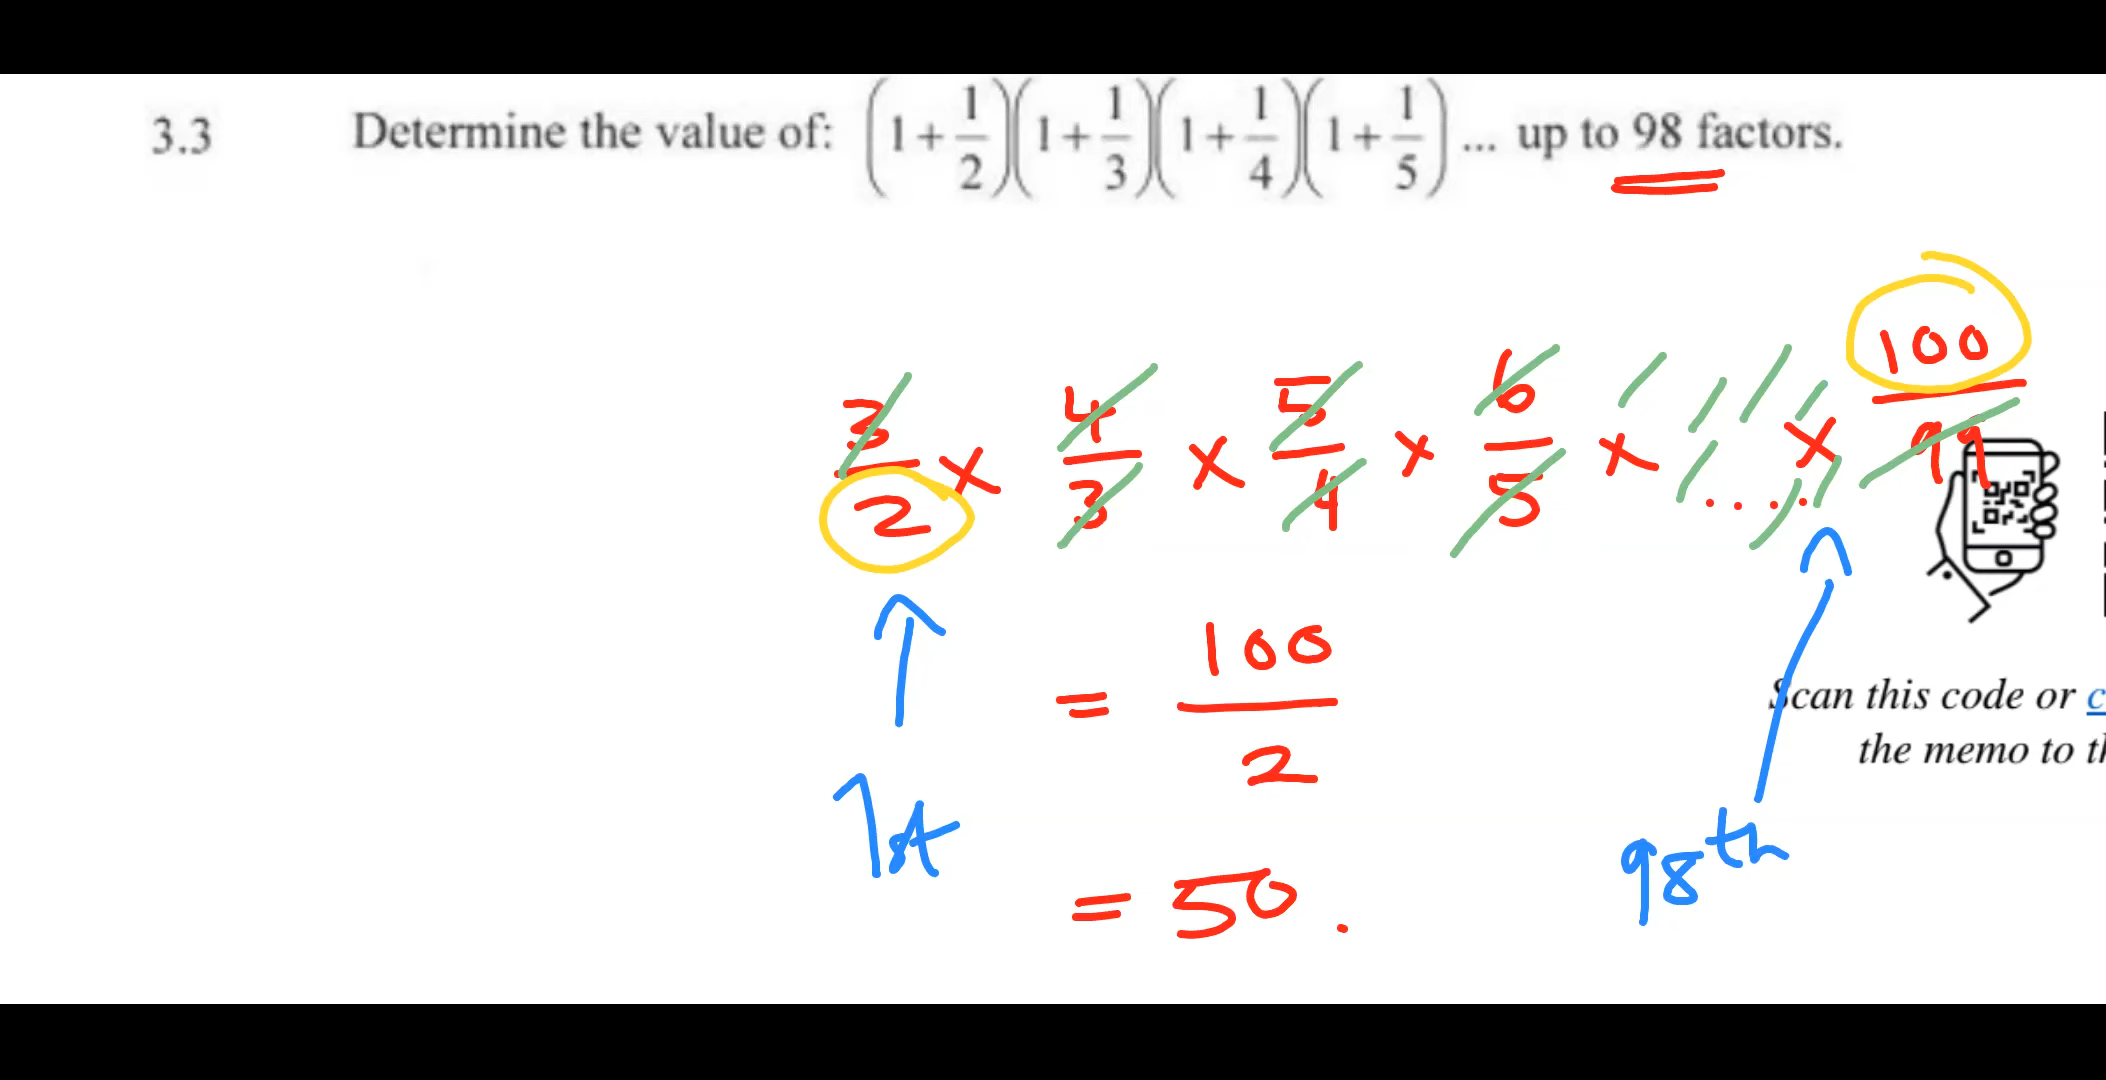 3.3 Determine the value of: (1 + 1/2)(1 + 1/3)(1 + 1/4)(1 + 1/5) ... up to 98 factors.
3/2 × 4/3 × 5/4 × 6/5 × .... × 100/99
= 100/2
= 50.
1st
98th
Scan this code or c
the memo to th